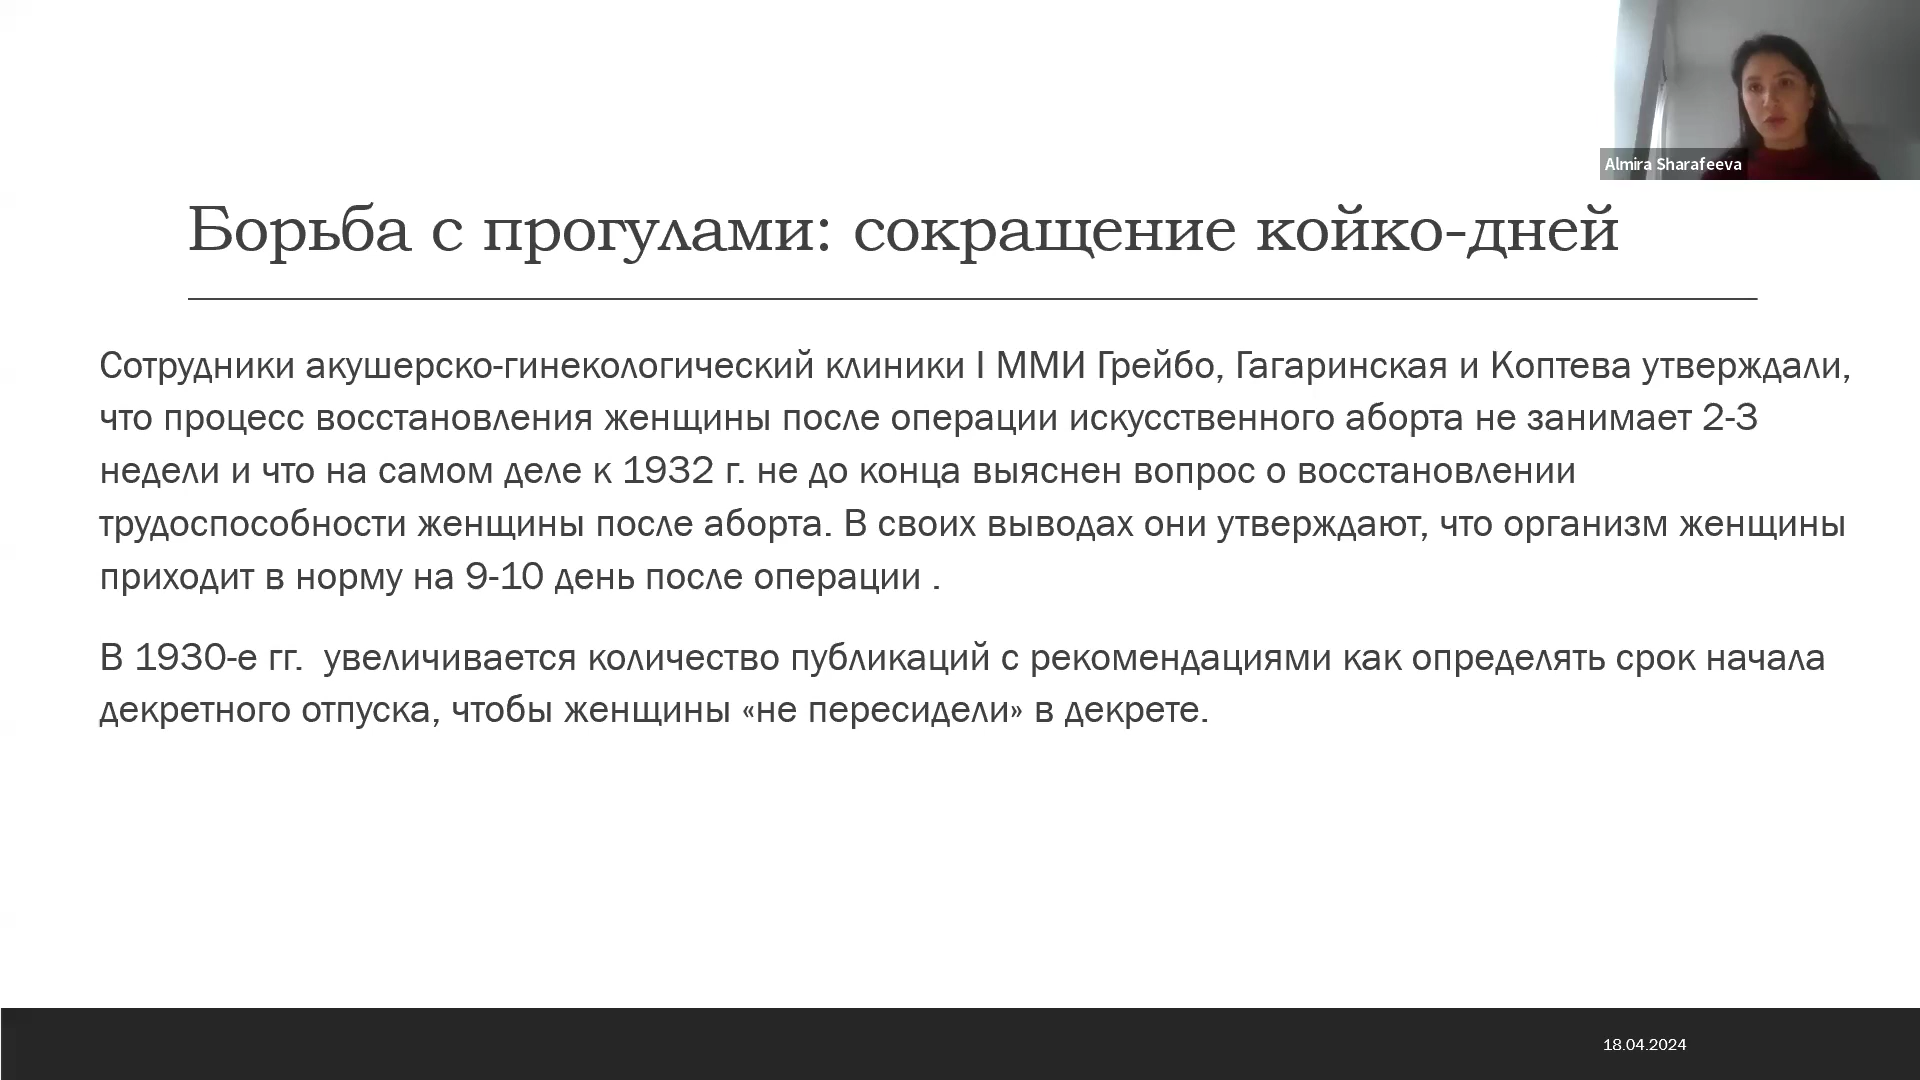 Almira Sharafeeva
Борьба с прогулами: сокращение койко-дней
Сотрудники акушерско-гинекологический клиники I ММИ Грейбо, Гагаринская и Коптева утверждали,
что процесс восстановления женщины после операции искусственного аборта не занимает 2-3
недели и что на самом деле к 1932 г. не до конца выяснен вопрос о восстановлении
трудоспособности женщины после аборта. В своих выводах они утверждают, что организм женщины
приходит в норму на 9-10 день после операции .
В 1930-е гг.  увеличивается количество публикаций с рекомендациями как определять срок начала
декретного отпуска, чтобы женщины «не пересидели» в декрете.
18.04.2024